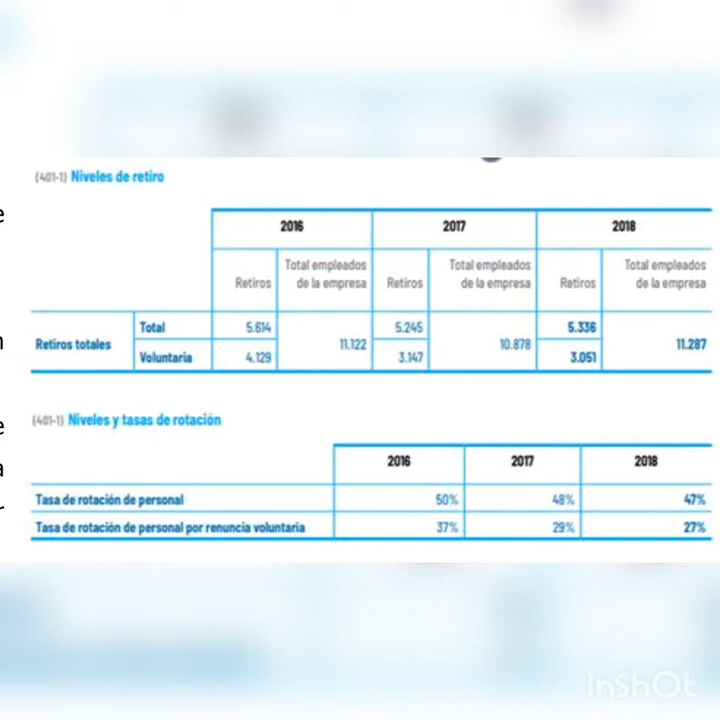 (401-1) Niveles de retiro
2016 2017 2018
Retiros Total empleados de la empresa Retiros Total empleados de la empresa Retiros Total empleados de la empresa
Retiros totales
Total 5.614 11.122 5.245 10.878 5.336 11.287
Voluntaria 4.129 3.147 3.051
(401-1) Niveles y tasas de rotación
2016 2017 2018
Tasa de rotación de personal 50% 48% 47%
Tasa de rotación de personal por renuncia voluntaria 37% 29% 27%
InShOt